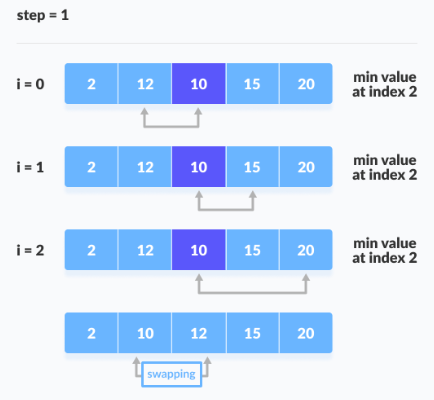 step = 1
i = 0 2 12 10 15 20 min value
at index 2
i = 1 2 12 10 15 20 min value
at index 2
i = 2 2 12 10 15 20 min value
at index 2
2 10 12 15 20
swapping